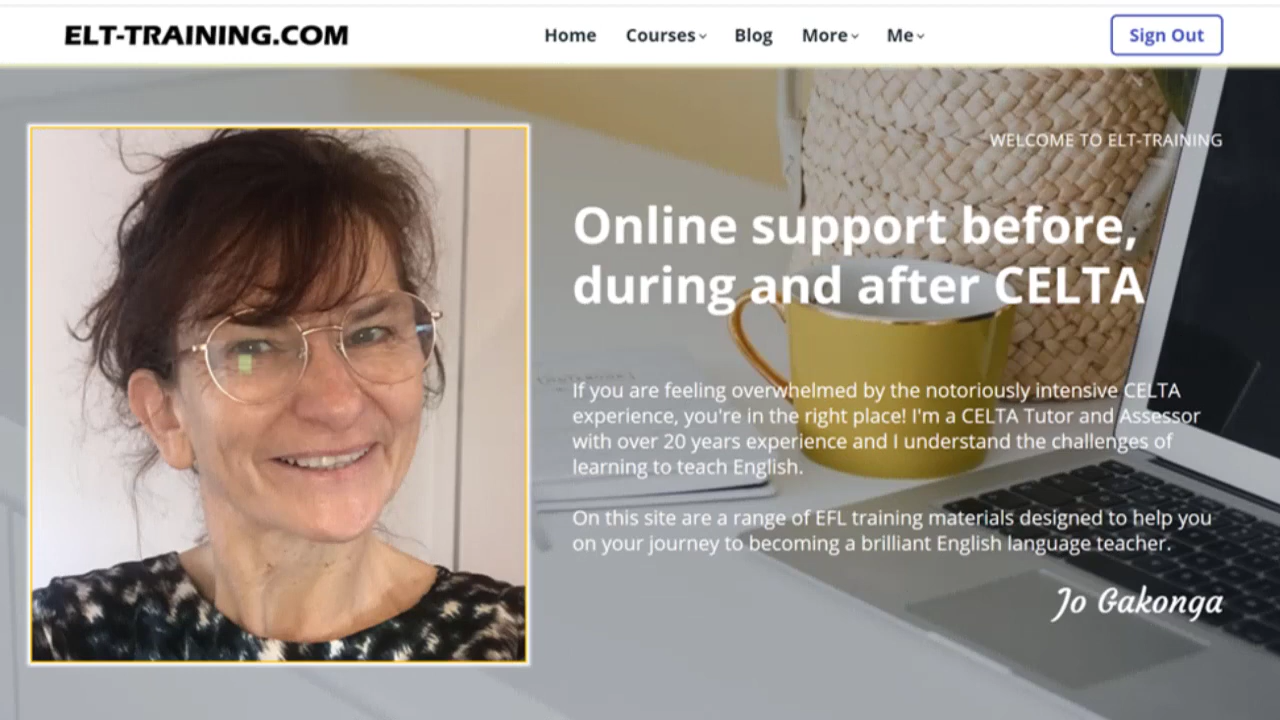 ELT-TRAINING.COM
Home Courses Blog More Me
Sign Out
WELCOME TO ELT-TRAINING
Online support before,
during and after CELTA
If you are feeling overwhelmed by the notoriously intensive CELTA
experience, you're in the right place! I'm a CELTA Tutor and Assessor
with over 20 years experience and I understand the challenges of
learning to teach English.
On this site are a range of EFL training materials designed to help you
on your journey to becoming a brilliant English language teacher.
Jo Gakonga